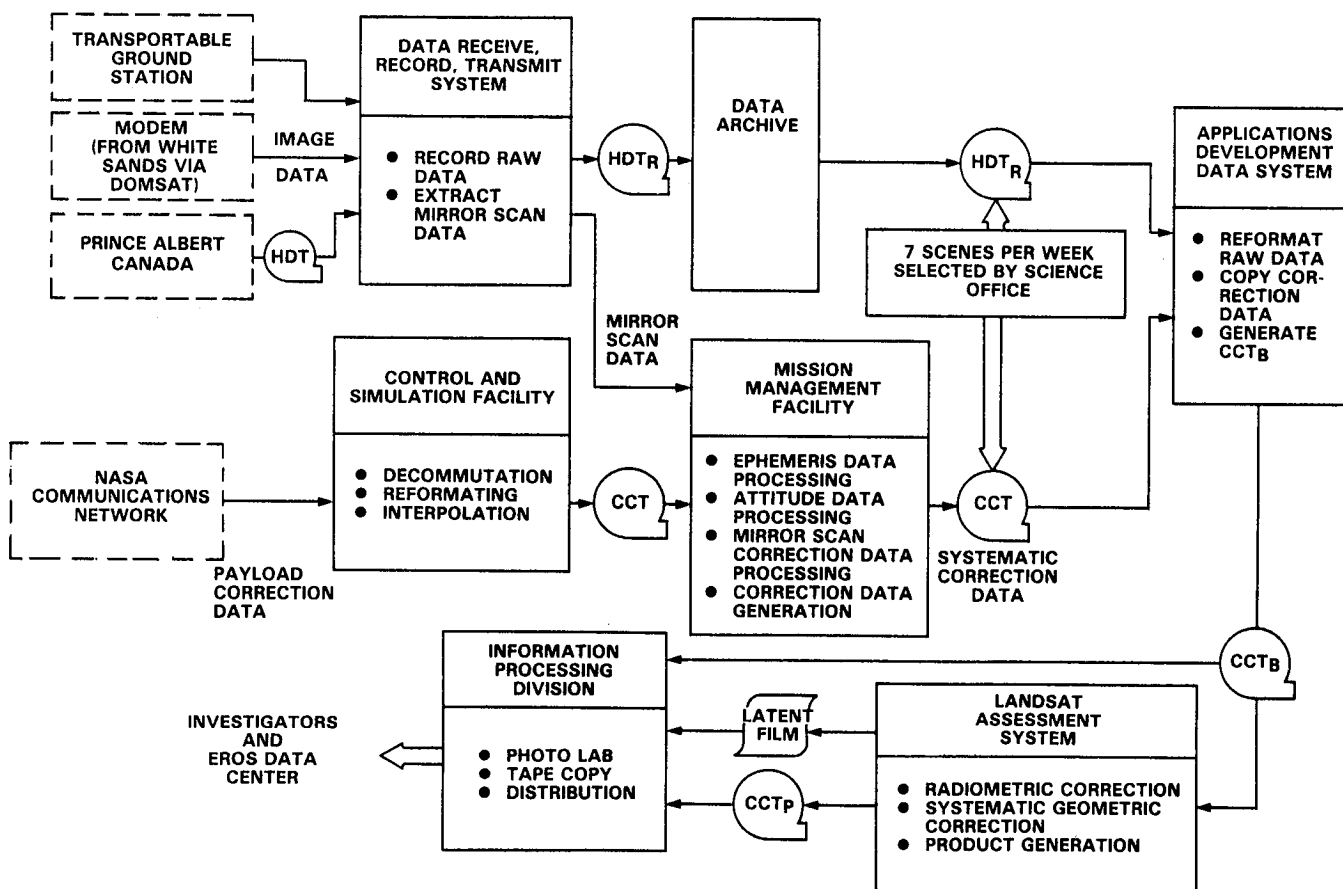 TRANSPORTABLE
GROUND
STATION
MODEM
(FROM WHITE
SANDS VIA
DOMSAT)
PRINCE ALBERT
CANADA
HDT
IMAGE
DATA
DATA RECEIVE,
RECORD, TRANSMIT
SYSTEM
● RECORD RAW
DATA
● EXTRACT
MIRROR SCAN
DATA
HDTR
DATA
ARCHIVE
HDTR
7 SCENES PER WEEK
SELECTED BY SCIENCE
OFFICE
APPLICATIONS
DEVELOPMENT
DATA SYSTEM
● REFORMAT
RAW DATA
● COPY COR-
RECTION
DATA
● GENERATE
CCTB
MIRROR
SCAN
DATA
NASA
COMMUNICATIONS
NETWORK
PAYLOAD
CORRECTION
DATA
CONTROL AND
SIMULATION FACILITY
● DECOMMUTATION
● REFORMATING
● INTERPOLATION
CCT
MISSION
MANAGEMENT
FACILITY
● EPHEMERIS DATA
PROCESSING
● ATTITUDE DATA
PROCESSING
● MIRROR SCAN
CORRECTION DATA
PROCESSING
● CORRECTION DATA
GENERATION
CCT
SYSTEMATIC
CORRECTION
DATA
CCTB
INFORMATION
PROCESSING
DIVISION
● PHOTO LAB
● TAPE COPY
● DISTRIBUTION
INVESTIGATORS
AND
EROS DATA
CENTER
LATENT
FILM
CCTP
LANDSAT
ASSESSMENT
SYSTEM
● RADIOMETRIC CORRECTION
● SYSTEMATIC GEOMETRIC
CORRECTION
● PRODUCT GENERATION